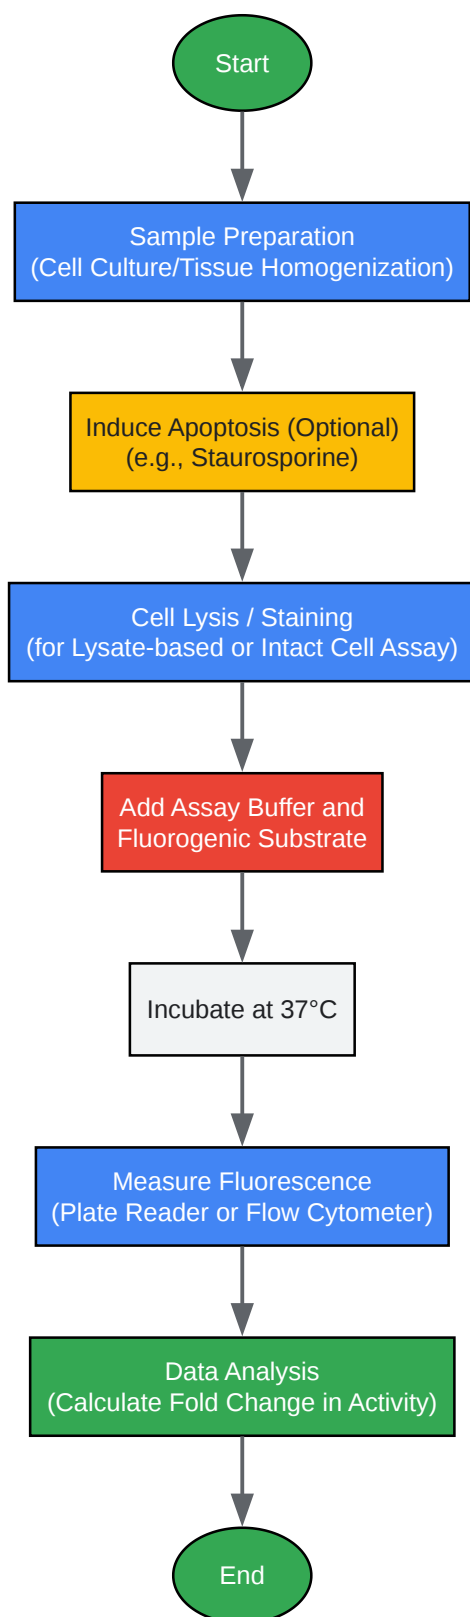 Start
Sample Preparation
(Cell Culture/Tissue Homogenization)
Induce Apoptosis (Optional)
(e.g., Staurosporine)
Cell Lysis / Staining
(for Lysate-based or Intact Cell Assay)
Add Assay Buffer and
Fluorogenic Substrate
Incubate at 37°C
Measure Fluorescence
(Plate Reader or Flow Cytometer)
Data Analysis
(Calculate Fold Change in Activity)
End